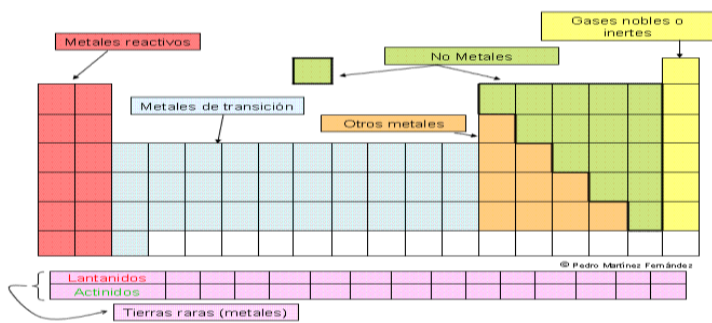 Gases nobles o
inertes
Metales reactivos
No Metales
Metales de transición
Otros metales
© Pedro Martínez Fernández
Lantanidos
Actinidos
Tierras raras (metales)